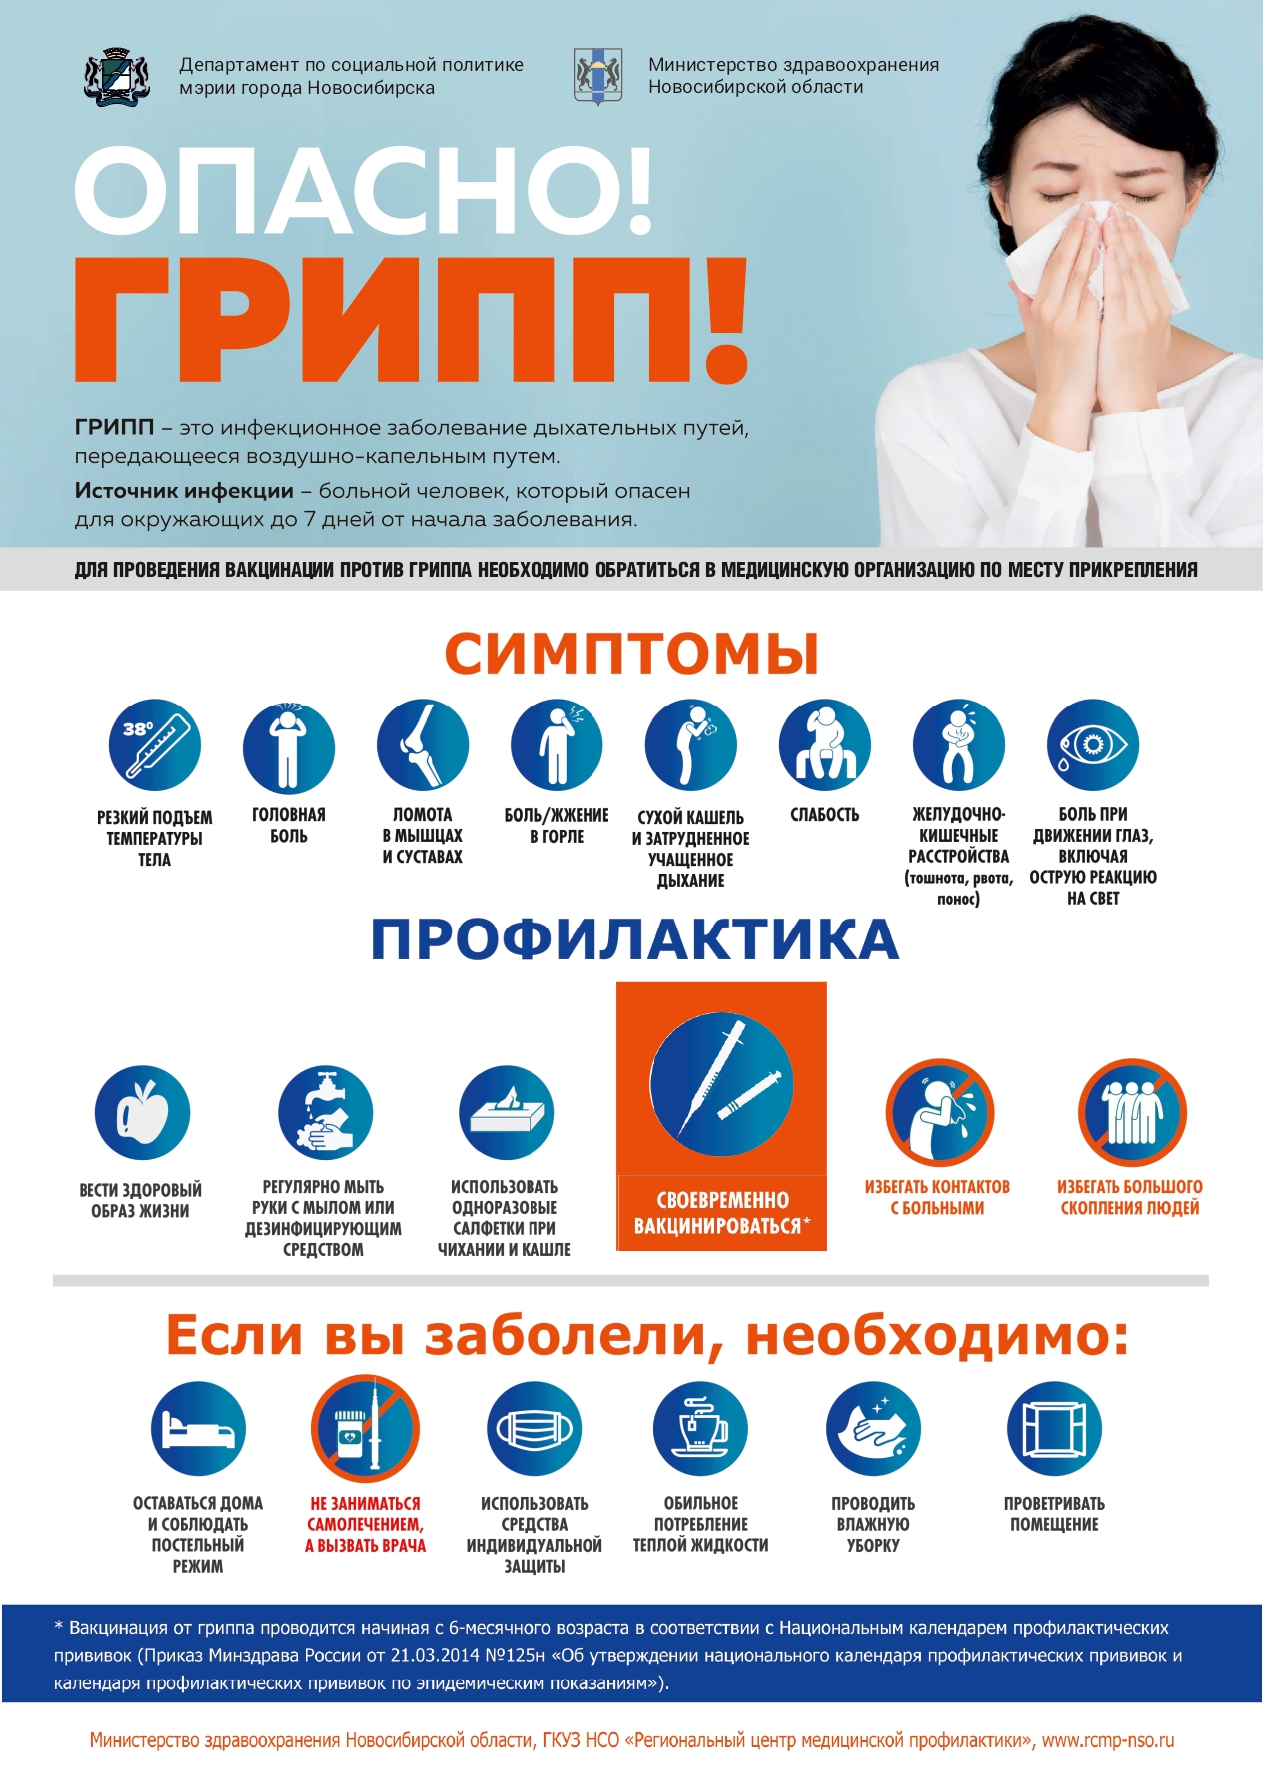 Департамент по социальной политике
мэрии города Новосибирска
Министерство здравоохранения
Новосибирской области
ОПАСНО!
ГРИПП!
ГРИПП – это инфекционное заболевание дыхательных путей,
передающееся воздушно-капельным путем.
Источник инфекции – больной человек, который опасен
для окружающих до 7 дней от начала заболевания.
ДЛЯ ПРОВЕДЕНИЯ ВАКЦИНАЦИИ ПРОТИВ ГРИППА НЕОБХОДИМО ОБРАТИТЬСЯ В МЕДИЦИНСКУЮ ОРГАНИЗАЦИЮ ПО МЕСТУ ПРИКРЕПЛЕНИЯ
СИМПТОМЫ
38⁰
РЕЗКИЙ ПОДЪЕМ
ТЕМПЕРАТУРЫ
ТЕЛА
ГОЛОВНАЯ
БОЛЬ
ЛОМОТА
В МЫШЦАХ
И СУСТАВАХ
БОЛЬ/ЖЖЕНИЕ
В ГОРЛЕ
СУХОЙ КАШЕЛЬ
И ЗАТРУДНЕННОЕ
УЧАЩЕННОЕ
ДЫХАНИЕ
СЛАБОСТЬ
ЖЕЛУДОЧНО-
КИШЕЧНЫЕ
РАССТРОЙСТВА
(тошнота, рвота,
понос)
БОЛЬ ПРИ
ДВИЖЕНИИ ГЛАЗ,
ВКЛЮЧАЯ
ОСТРУЮ РЕАКЦИЮ
НА СВЕТ
ПРОФИЛАКТИКА
ВЕСТИ ЗДОРОВЫЙ
ОБРАЗ ЖИЗНИ
РЕГУЛЯРНО МЫТЬ
РУКИ С МЫЛОМ ИЛИ
ДЕЗИНФИЦИРУЮЩИМ
СРЕДСТВОМ
ИСПОЛЬЗОВАТЬ
ОДНОРАЗОВЫЕ
САЛФЕТКИ ПРИ
ЧИХАНИИ И КАШЛЕ
СВОЕВРЕМЕННО
ВАКЦИНИРОВАТЬСЯ*
ИЗБЕГАТЬ КОНТАКТОВ
С БОЛЬНЫМИ
ИЗБЕГАТЬ БОЛЬШОГО
СКОПЛЕНИЯ ЛЮДЕЙ
Если вы заболели, необходимо:
ОСТАВАТЬСЯ ДОМА
И СОБЛЮДАТЬ
ПОСТЕЛЬНЫЙ
РЕЖИМ
НЕ ЗАНИМАТЬСЯ
САМОЛЕЧЕНИЕМ,
А ВЫЗВАТЬ ВРАЧА
ИСПОЛЬЗОВАТЬ
СРЕДСТВА
ИНДИВИДУАЛЬНОЙ
ЗАЩИТЫ
ОБИЛЬНОЕ
ПОТРЕБЛЕНИЕ
ТЕПЛОЙ ЖИДКОСТИ
ПРОВОДИТЬ
ВЛАЖНУЮ
УБОРКУ
ПРОВЕТРИВАТЬ
ПОМЕЩЕНИЕ
* Вакцинация от гриппа проводится начиная с 6-месячного возраста в соответствии с Национальным календарем профилактических
прививок (Приказ Минздрава России от 21.03.2014 №125н «Об утверждении национального календаря профилактических прививок и
календаря профилактических прививок по эпидемическим показаниям»).
Министерство здравоохранения Новосибирской области, ГКУЗ НСО «Региональный центр медицинской профилактики», www.rcmp-nso.ru